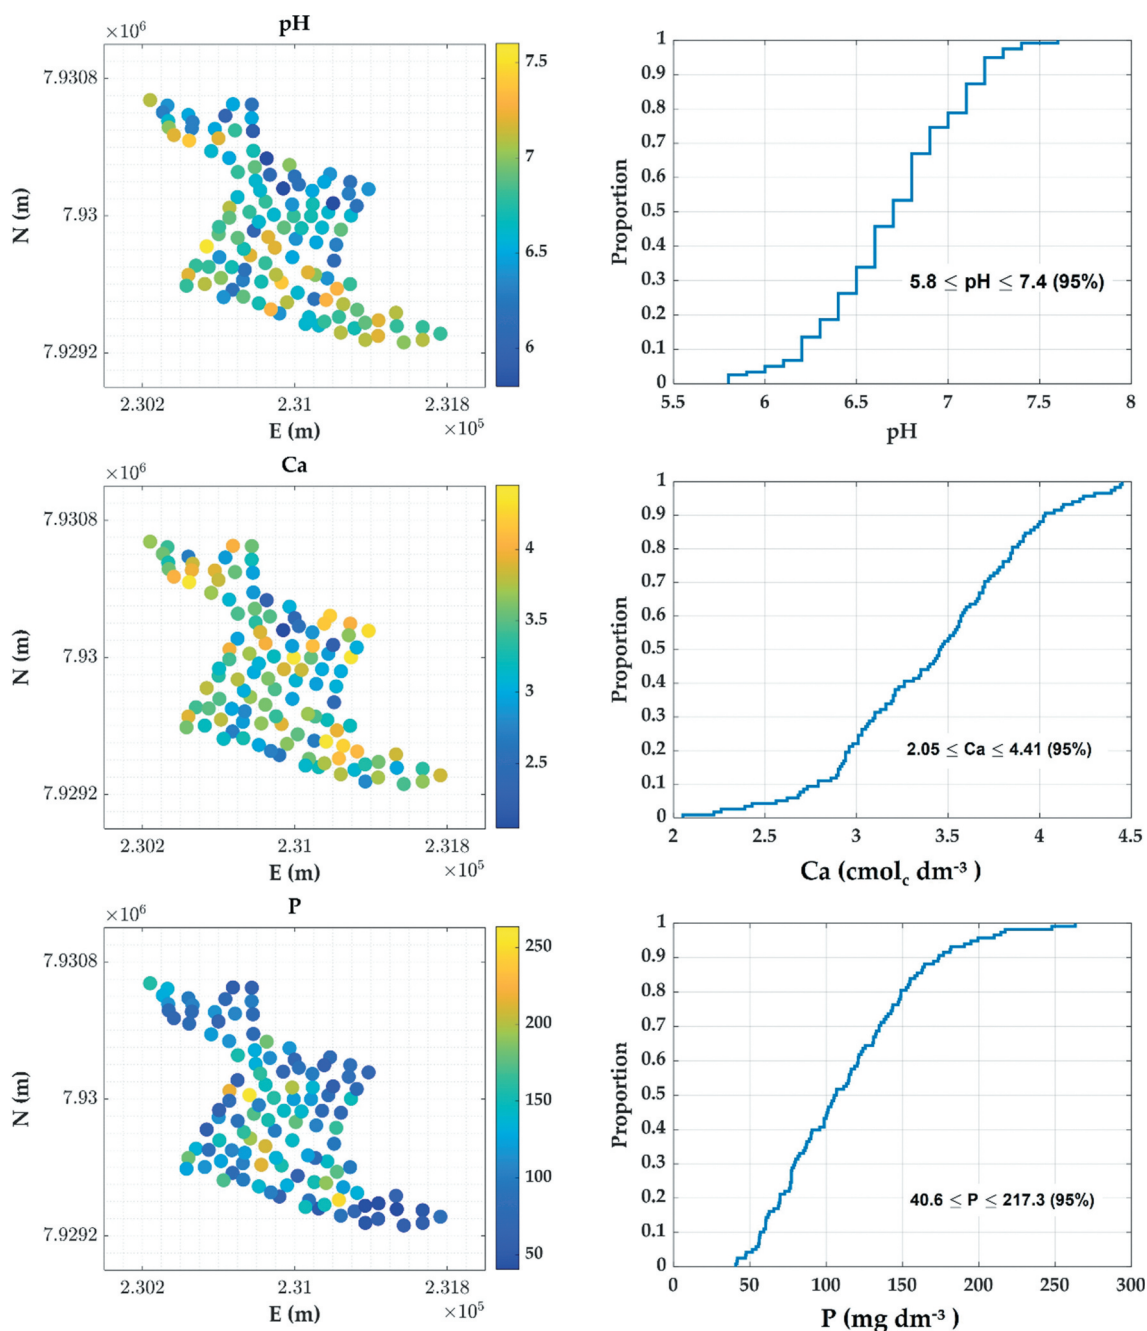 pH
×10⁶
7.9308
7.93
7.9292
N (m)
2.302 2.31 2.318
E (m) ×10⁵
7.5
7
6.5
6
1
0.9
0.8
0.7
0.6
0.5
0.4
0.3
0.2
0.1
0
Proportion
5.8 ≤ pH ≤ 7.4 (95%)
5.5 6 6.5 7 7.5 8
pH
Ca
×10⁶
7.9308
7.93
7.9292
N (m)
2.302 2.31 2.318
E (m) ×10⁵
4
3.5
3
2.5
1
0.9
0.8
0.7
0.6
0.5
0.4
0.3
0.2
0.1
0
Proportion
2.05 ≤ Ca ≤ 4.41 (95%)
2 2.5 3 3.5 4 4.5
Ca (cmol꜀ dm⁻³ )
P
×10⁶
7.9308
7.93
7.9292
N (m)
2.302 2.31 2.318
E (m) ×10⁵
250
200
150
100
50
1
0.9
0.8
0.7
0.6
0.5
0.4
0.3
0.2
0.1
0
Proportion
40.6 ≤ P ≤ 217.3 (95%)
0 50 100 150 200 250 300
P (mg dm⁻³ )